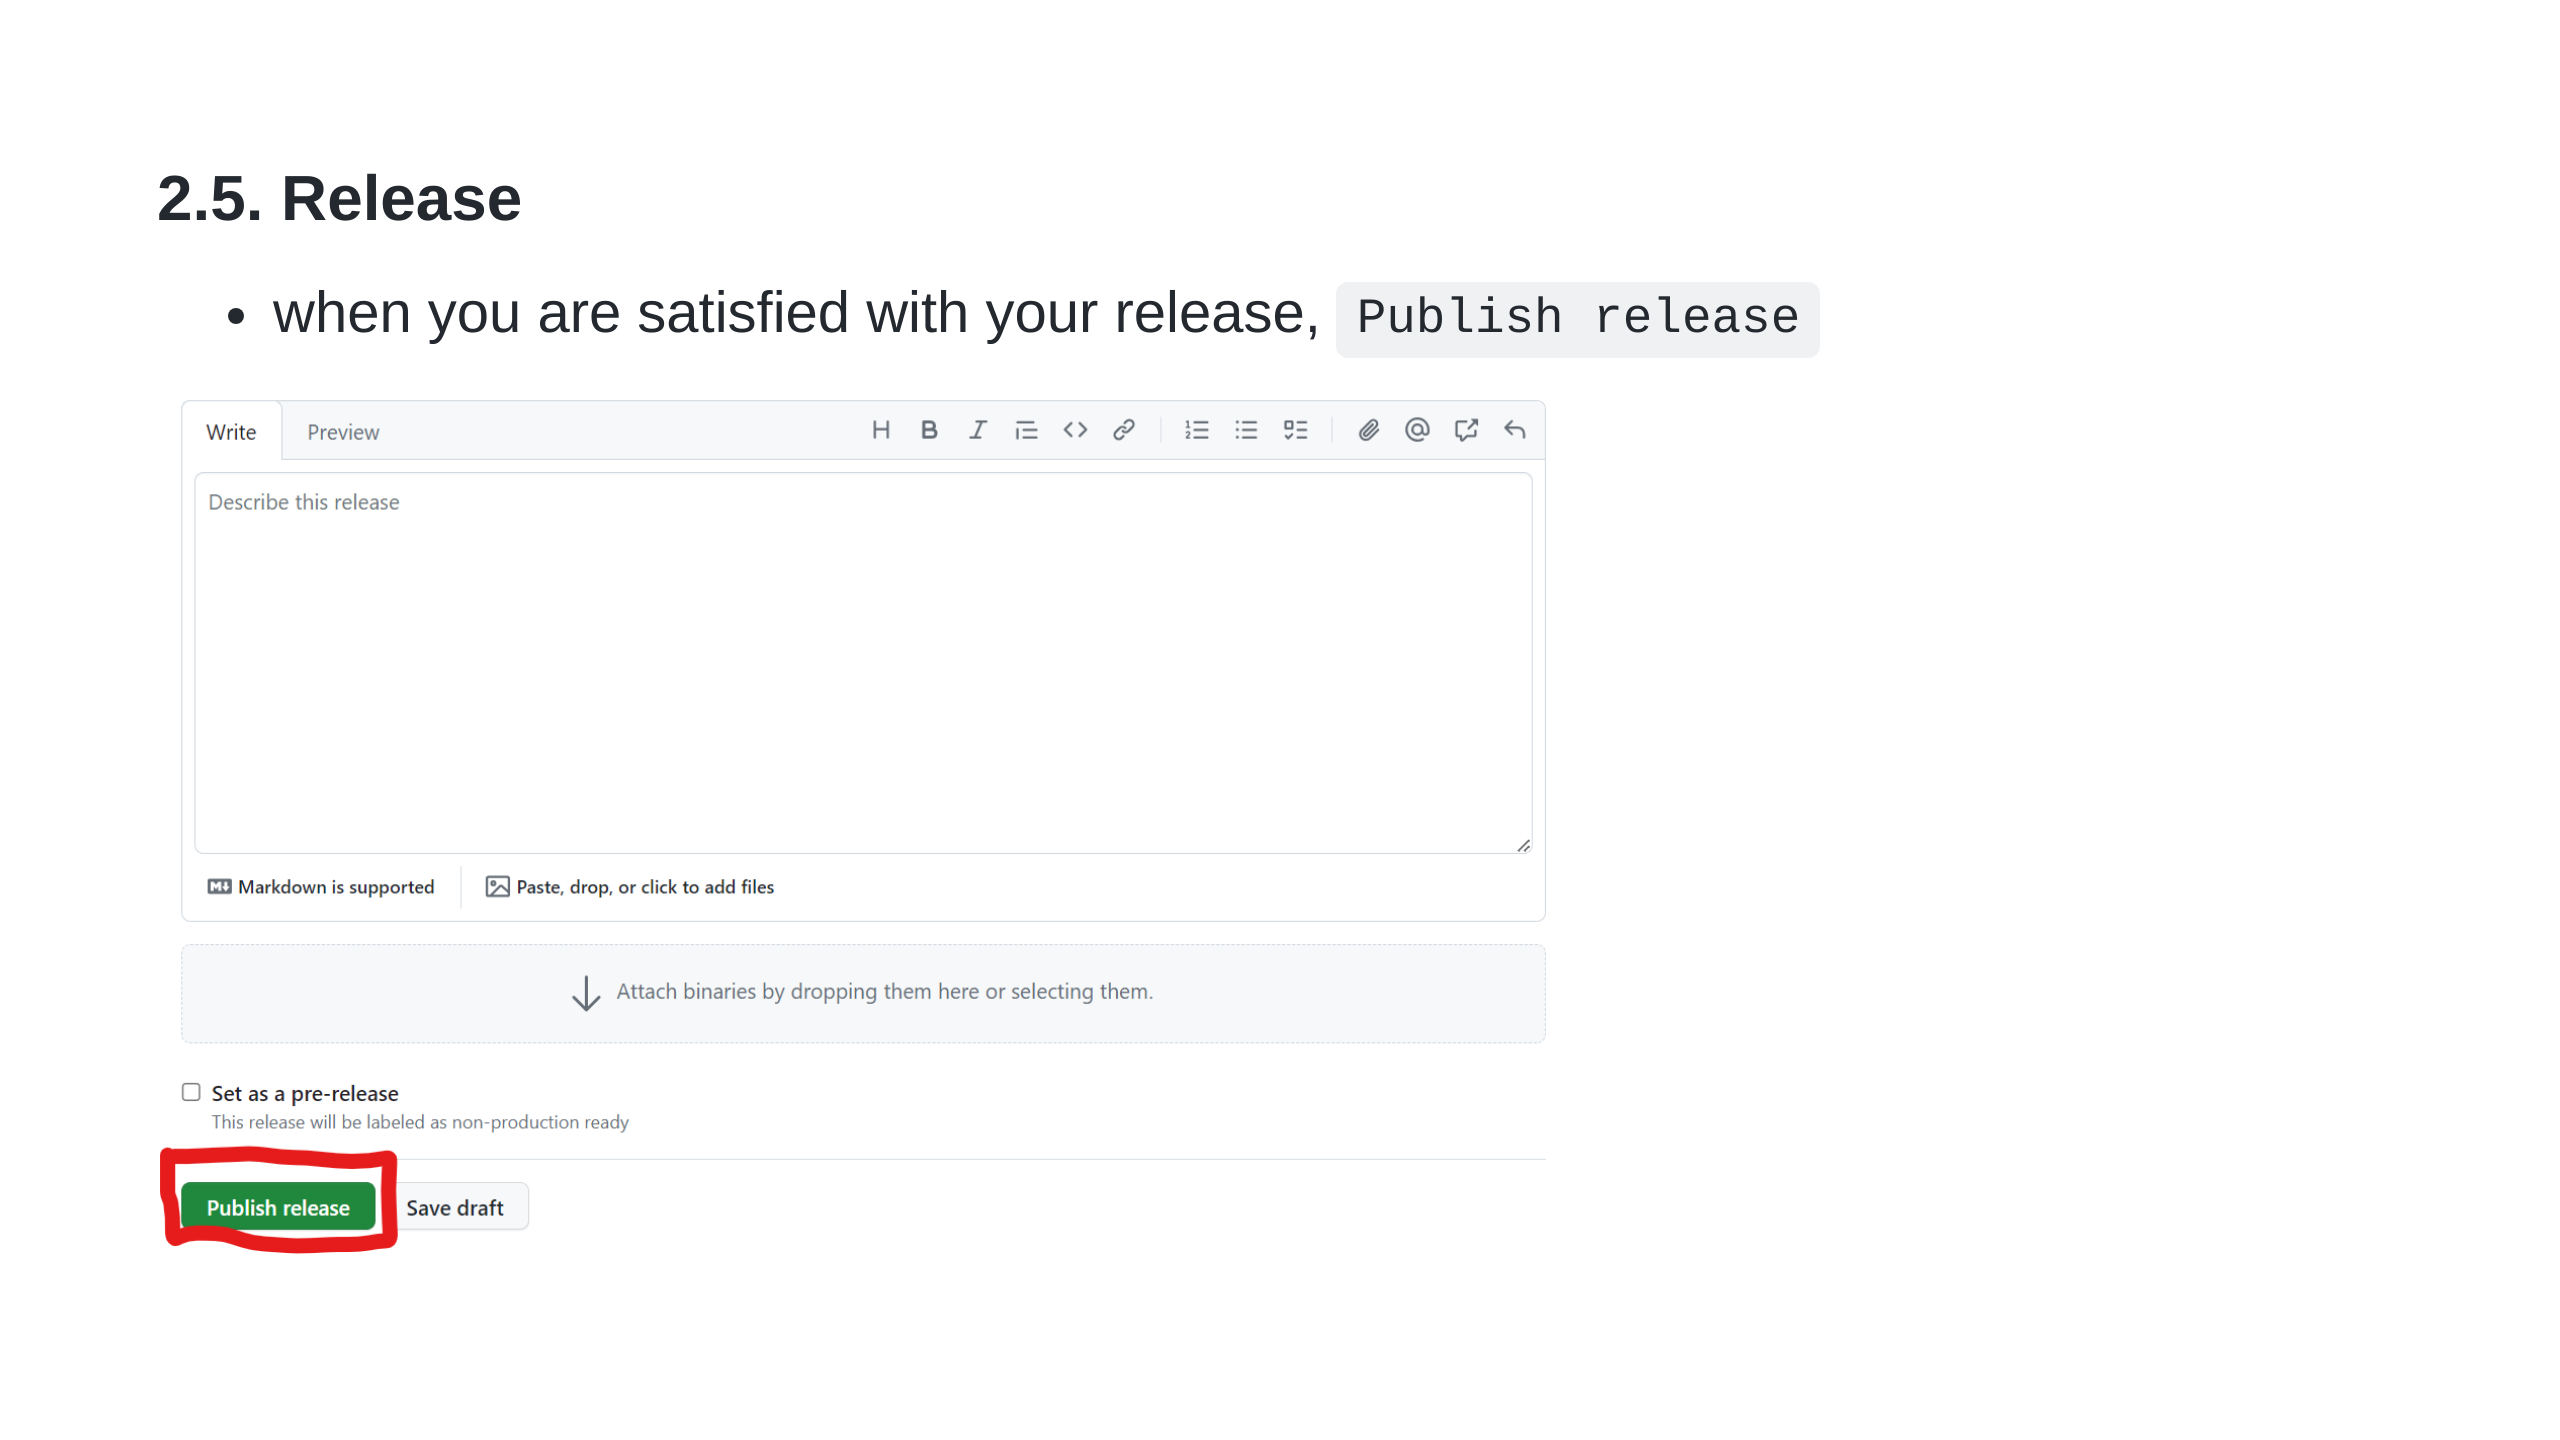 2.5. Release
• when you are satisfied with your release, Publish release
Write Preview
Describe this release
Markdown is supported Paste, drop, or click to add files
Attach binaries by dropping them here or selecting them.
Set as a pre-release
This release will be labeled as non-production ready
Publish release Save draft